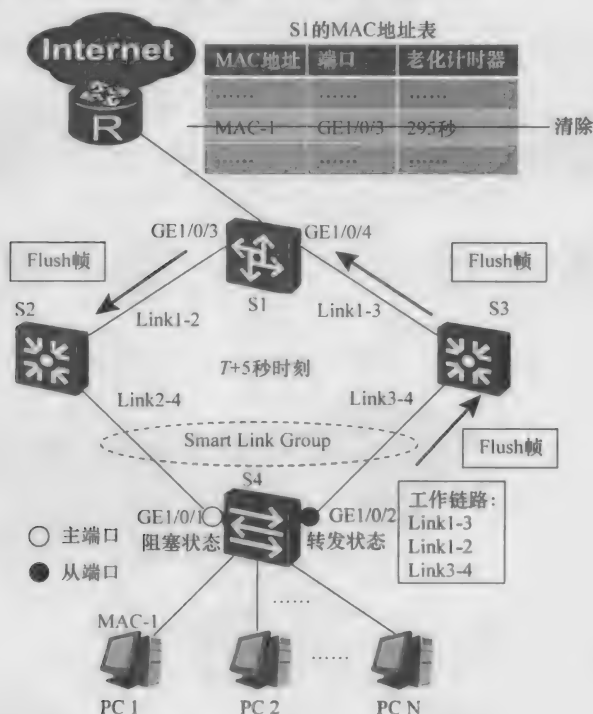 S1的MAC地址表
Internet
R
MAC地址 端口 老化计时器
...... ...... ......
MAC-1 GE1/0/3 295秒
清除
...... ...... ......
GE1/0/3
GE1/0/4
Flush帧
Flush帧
S1
S2
S3
Link1-2
Link1-3
T+5秒时刻
Link2-4
Link3-4
Smart Link Group
Flush帧
S4
GE1/0/1
GE1/0/2
阻塞状态
转发状态
工作链路：
Link1-3
Link1-2
Link3-4
主端口
从端口
......
MAC-1
......
PC 1
PC 2
PC N